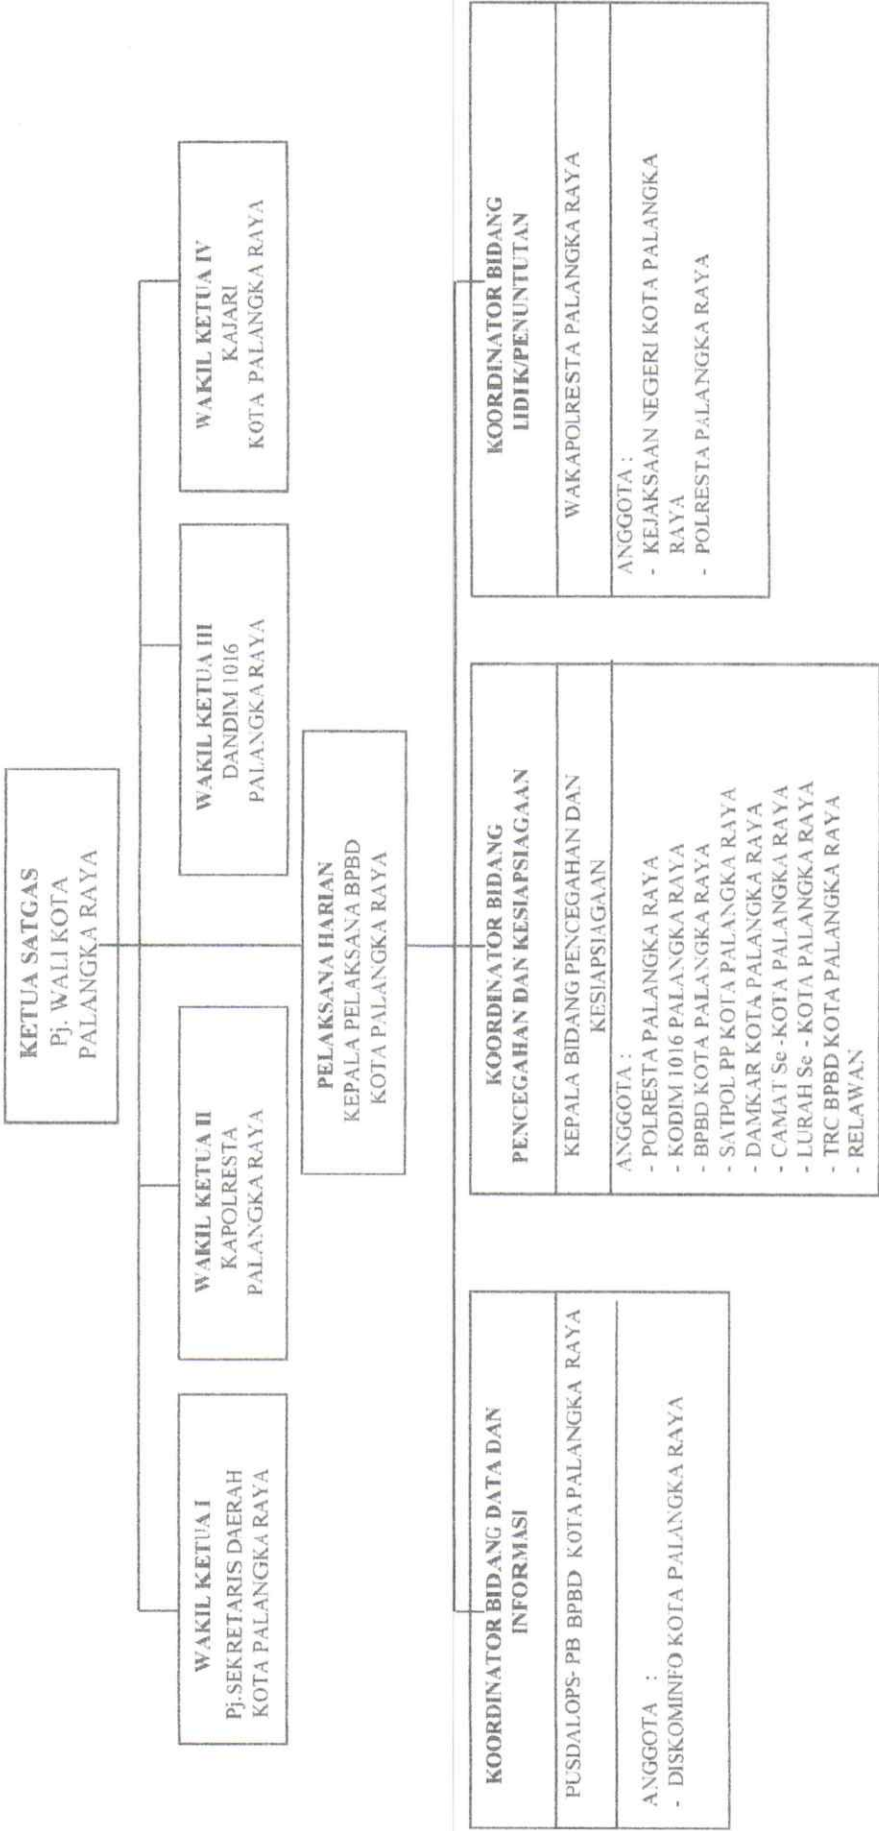 KETUA SATGAS
Pj. WALI KOTA
PALANGKA RAYA
WAKIL KETUA I
Pj.SEKRETARIS DAERAH
KOTA PALANGKA RAYA
WAKIL KETUA II
KAPOLRESTA
PALANGKA RAYA
WAKIL KETUA III
DANDIM 1016
PALANGKA RAYA
WAKIL KETUA IV
KAJARI
KOTA PALANGKA RAYA
PELAKSANA HARIAN
KEPALA PELAKSANA BPBD
KOTA PALANGKA RAYA
KOORDINATOR BIDANG DATA DAN
INFORMASI
PUSDALOPS- PB BPBD KOTA PALANGKA RAYA
ANGGOTA :
- DISKOMINFO KOTA PALANGKA RAYA
KOORDINATOR BIDANG
PENCEGAHAN DAN KESIAPSIAGAAN
KEPALA BIDANG PENCEGAHAN DAN
KESIAPSIAGAAN
ANGGOTA :
- POLRESTA PALANGKA RAYA
- KODIM 1016 PALANGKA RAYA
- BPBD KOTA PALANGKA RAYA
- SATPOL PP KOTA PALANGKA RAYA
- DAMKAR KOTA PALANGKA RAYA
- CAMAT Se -KOTA PALANGKA RAYA
- LURAH Se - KOTA PALANGKA RAYA
- TRC BPBD KOTA PALANGKA RAYA
- RELAWAN
KOORDINATOR BIDANG
LIDIK/PENUNTUTAN
WAKAPOLRESTA PALANGKA RAYA
ANGGOTA :
- KEJAKSAAN NEGERI KOTA PALANGKA
RAYA
- POLRESTA PALANGKA RAYA